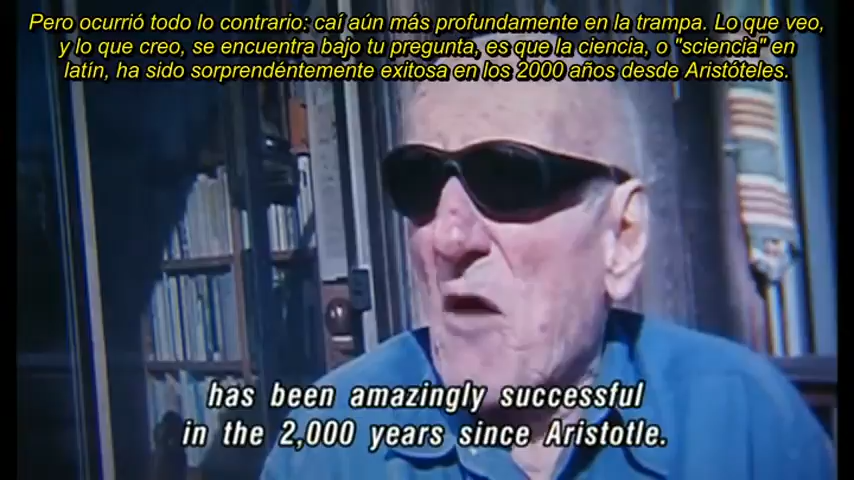 Pero ocurrió todo lo contrario: caí aún más profundamente en la trampa. Lo que veo,
y lo que creo, se encuentra bajo tu pregunta, es que la ciencia, o "sciencia" en
latín, ha sido sorprendéntemente exitosa en los 2000 años desde Aristóteles.
has been amazingly successful
in the 2,000 years since Aristotle.